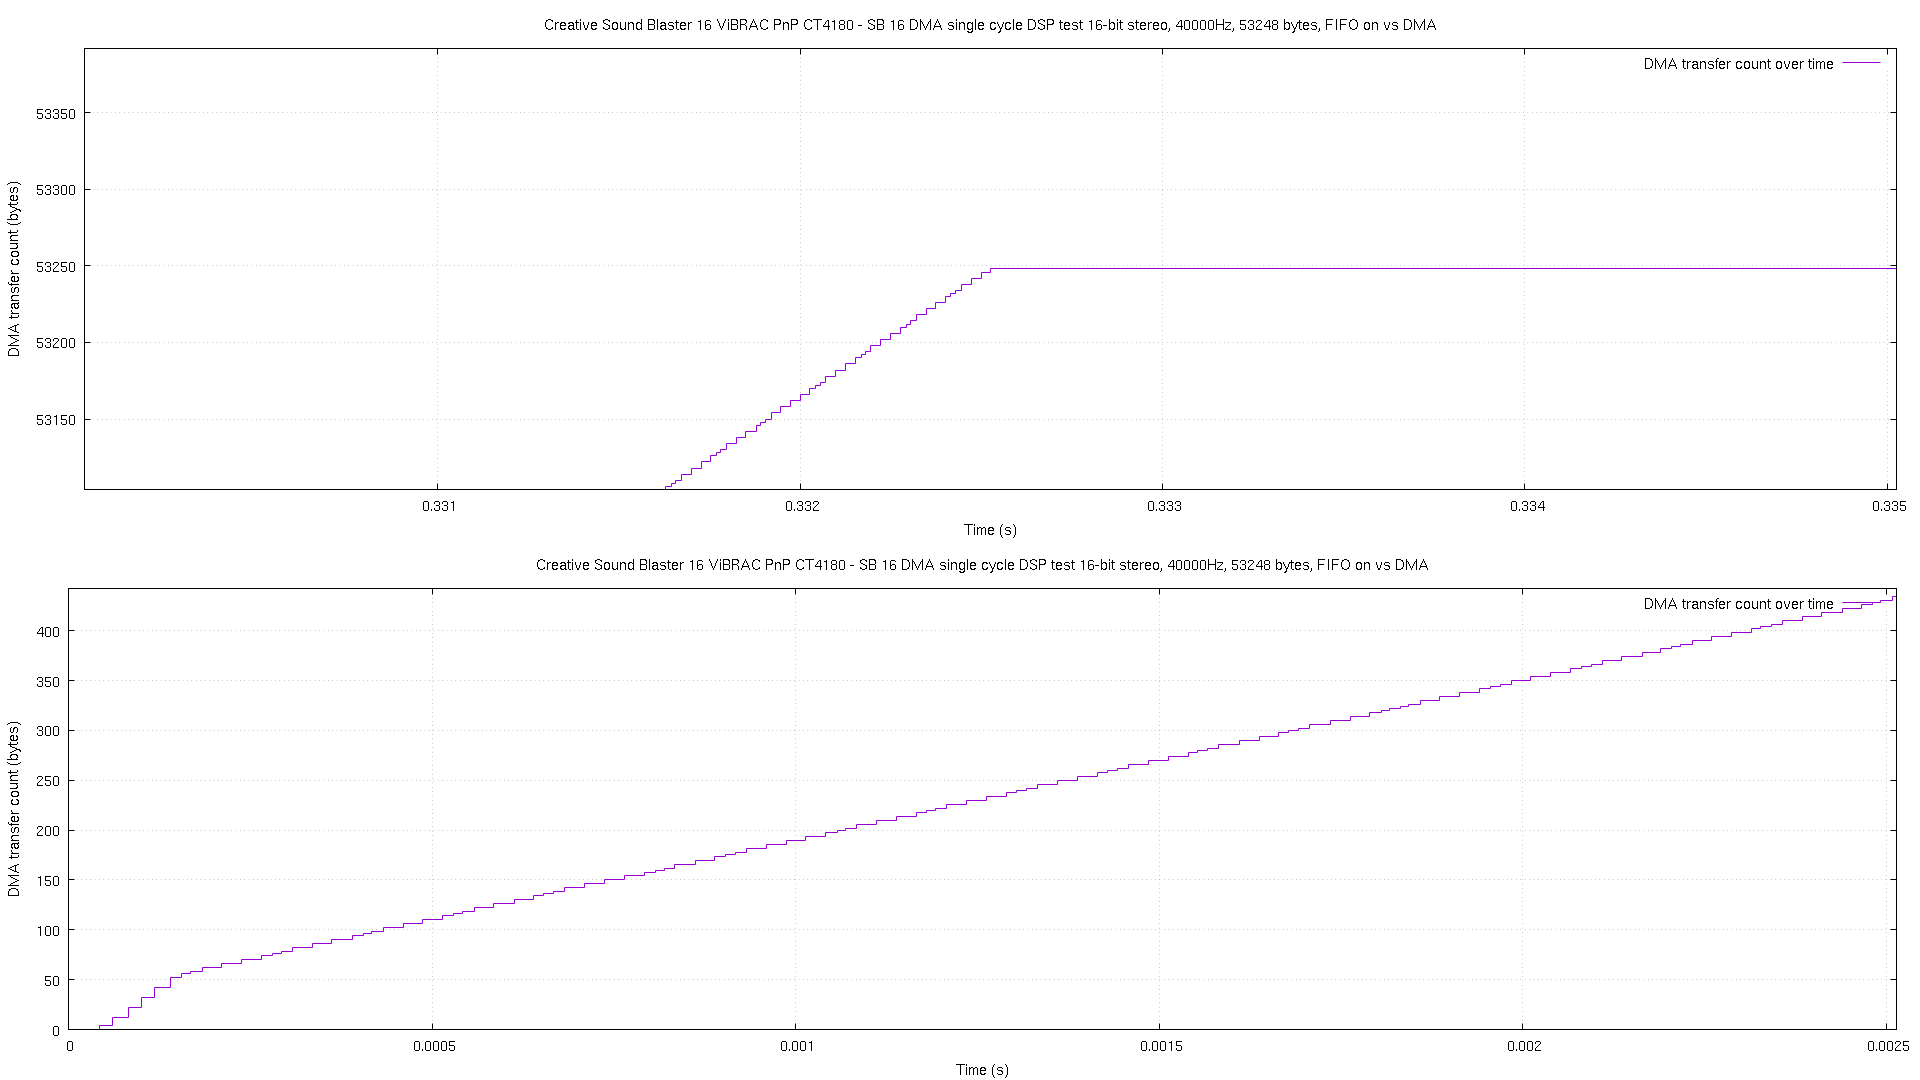 Creative Sound Blaster 16 ViBRAC PnP CT4180 - SB 16 DMA single cycle DSP test 16-bit stereo, 40000Hz, 53248 bytes, FIFO on vs DMA
DMA transfer count over time
53350
53300
53250
53200
53150
DMA transfer count (bytes)
0.331 0.332 0.333 0.334 0.335
Time (s)
Creative Sound Blaster 16 ViBRAC PnP CT4180 - SB 16 DMA single cycle DSP test 16-bit stereo, 40000Hz, 53248 bytes, FIFO on vs DMA
DMA transfer count over time
400
350
300
250
200
150
100
50
0
DMA transfer count (bytes)
0 0.0005 0.001 0.0015 0.002 0.0025
Time (s)